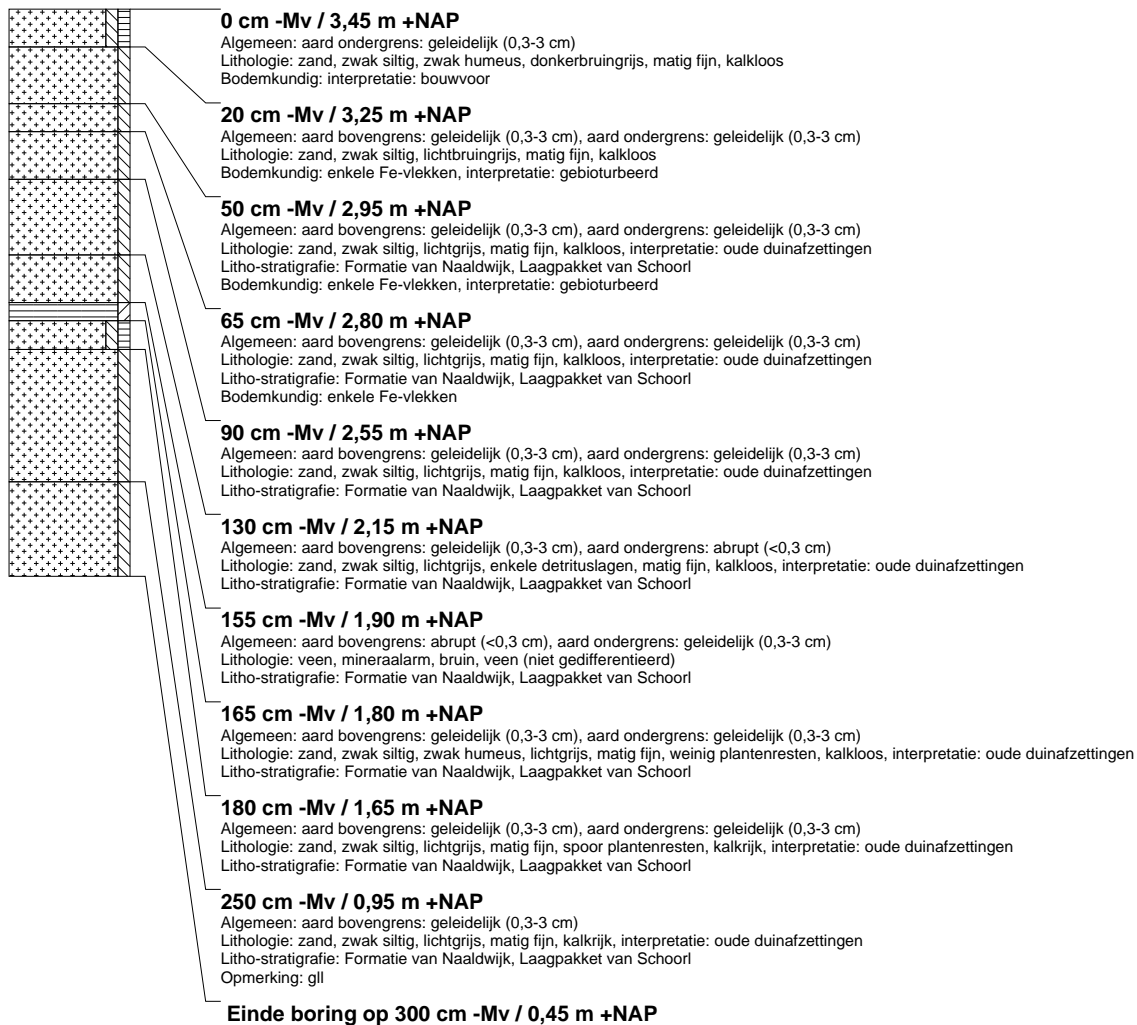 0 cm -Mv / 3,45 m +NAP
Algemeen: aard ondergrens: geleidelijk (0,3-3 cm)
Lithologie: zand, zwak siltig, zwak humeus, donkerbruingrijs, matig fijn, kalkloos
Bodemkundig: interpretatie: bouwvoor
20 cm -Mv / 3,25 m +NAP
Algemeen: aard bovengrens: geleidelijk (0,3-3 cm), aard ondergrens: geleidelijk (0,3-3 cm)
Lithologie: zand, zwak siltig, lichtbruingrijs, matig fijn, kalkloos
Bodemkundig: enkele Fe-vlekken, interpretatie: gebioturbeerd
50 cm -Mv / 2,95 m +NAP
Algemeen: aard bovengrens: geleidelijk (0,3-3 cm), aard ondergrens: geleidelijk (0,3-3 cm)
Lithologie: zand, zwak siltig, lichtgrijs, matig fijn, kalkloos, interpretatie: oude duinafzettingen
Litho-stratigrafie: Formatie van Naaldwijk, Laagpakket van Schoorl
Bodemkundig: enkele Fe-vlekken, interpretatie: gebioturbeerd
65 cm -Mv / 2,80 m +NAP
Algemeen: aard bovengrens: geleidelijk (0,3-3 cm), aard ondergrens: geleidelijk (0,3-3 cm)
Lithologie: zand, zwak siltig, lichtgrijs, matig fijn, kalkloos, interpretatie: oude duinafzettingen
Litho-stratigrafie: Formatie van Naaldwijk, Laagpakket van Schoorl
Bodemkundig: enkele Fe-vlekken
90 cm -Mv / 2,55 m +NAP
Algemeen: aard bovengrens: geleidelijk (0,3-3 cm), aard ondergrens: geleidelijk (0,3-3 cm)
Lithologie: zand, zwak siltig, lichtgrijs, matig fijn, kalkloos, interpretatie: oude duinafzettingen
Litho-stratigrafie: Formatie van Naaldwijk, Laagpakket van Schoorl
130 cm -Mv / 2,15 m +NAP
Algemeen: aard bovengrens: geleidelijk (0,3-3 cm), aard ondergrens: abrupt (<0,3 cm)
Lithologie: zand, zwak siltig, lichtgrijs, enkele detrituslagen, matig fijn, kalkloos, interpretatie: oude duinafzettingen
Litho-stratigrafie: Formatie van Naaldwijk, Laagpakket van Schoorl
155 cm -Mv / 1,90 m +NAP
Algemeen: aard bovengrens: abrupt (<0,3 cm), aard ondergrens: geleidelijk (0,3-3 cm)
Lithologie: veen, mineraalarm, bruin, veen (niet gedifferentieerd)
Litho-stratigrafie: Formatie van Naaldwijk, Laagpakket van Schoorl
165 cm -Mv / 1,80 m +NAP
Algemeen: aard bovengrens: geleidelijk (0,3-3 cm), aard ondergrens: geleidelijk (0,3-3 cm)
Lithologie: zand, zwak siltig, zwak humeus, lichtgrijs, matig fijn, weinig plantenresten, kalkloos, interpretatie: oude duinafzettingen
Litho-stratigrafie: Formatie van Naaldwijk, Laagpakket van Schoorl
180 cm -Mv / 1,65 m +NAP
Algemeen: aard bovengrens: geleidelijk (0,3-3 cm), aard ondergrens: geleidelijk (0,3-3 cm)
Lithologie: zand, zwak siltig, lichtgrijs, matig fijn, spoor plantenresten, kalkrijk, interpretatie: oude duinafzettingen
Litho-stratigrafie: Formatie van Naaldwijk, Laagpakket van Schoorl
250 cm -Mv / 0,95 m +NAP
Algemeen: aard bovengrens: geleidelijk (0,3-3 cm)
Lithologie: zand, zwak siltig, lichtgrijs, matig fijn, kalkrijk, interpretatie: oude duinafzettingen
Litho-stratigrafie: Formatie van Naaldwijk, Laagpakket van Schoorl
Opmerking: gll
Einde boring op 300 cm -Mv / 0,45 m +NAP